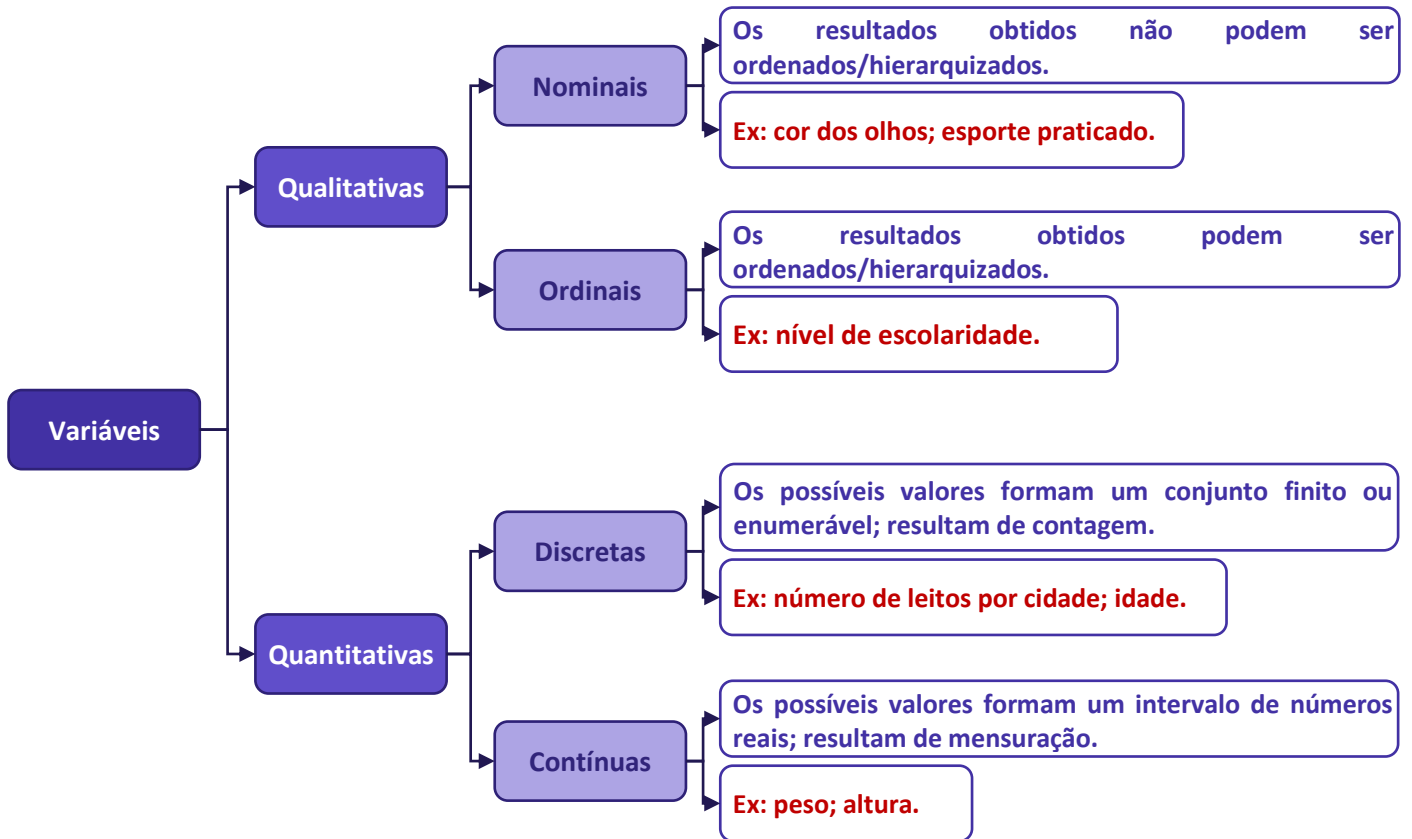 Os resultados obtidos não podem ser
ordenados/hierarquizados.
Nominais
Ex: cor dos olhos; esporte praticado.
Qualitativas
Os resultados obtidos podem ser
ordenados/hierarquizados.
Ordinais
Ex: nível de escolaridade.
Variáveis
Os possíveis valores formam um conjunto finito ou
enumerável; resultam de contagem.
Discretas
Ex: número de leitos por cidade; idade.
Quantitativas
Os possíveis valores formam um intervalo de números
reais; resultam de mensuração.
Contínuas
Ex: peso; altura.